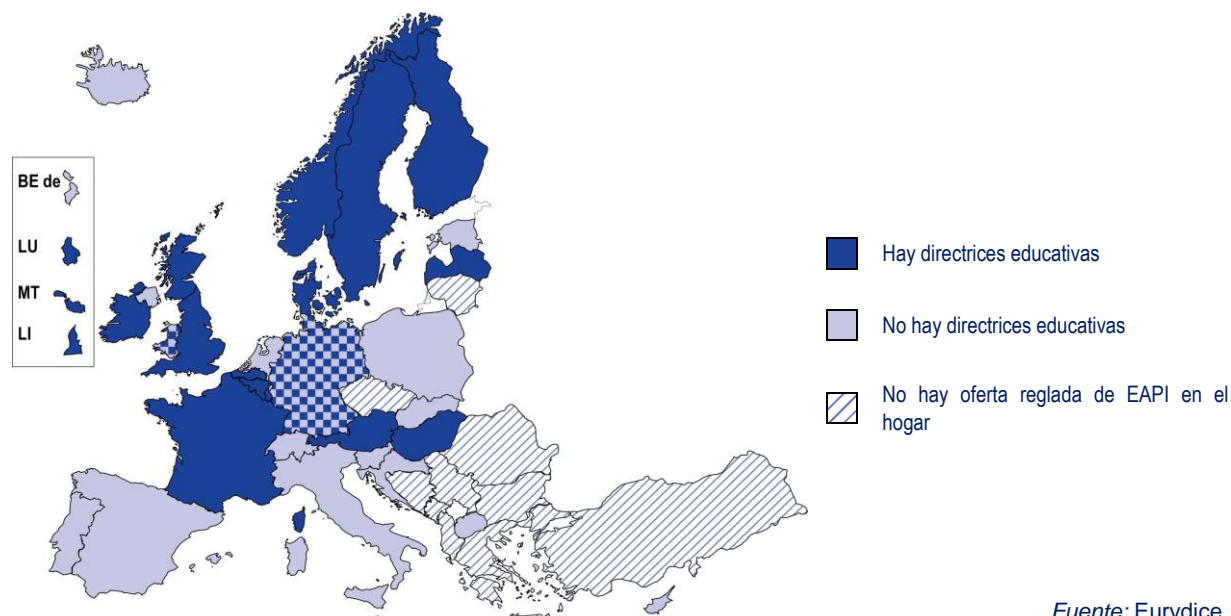 BE de
LU
MT
LI
Hay directrices educativas
No hay directrices educativas
No hay oferta reglada de EAPI en el
hogar
Fuente: Eurydice.